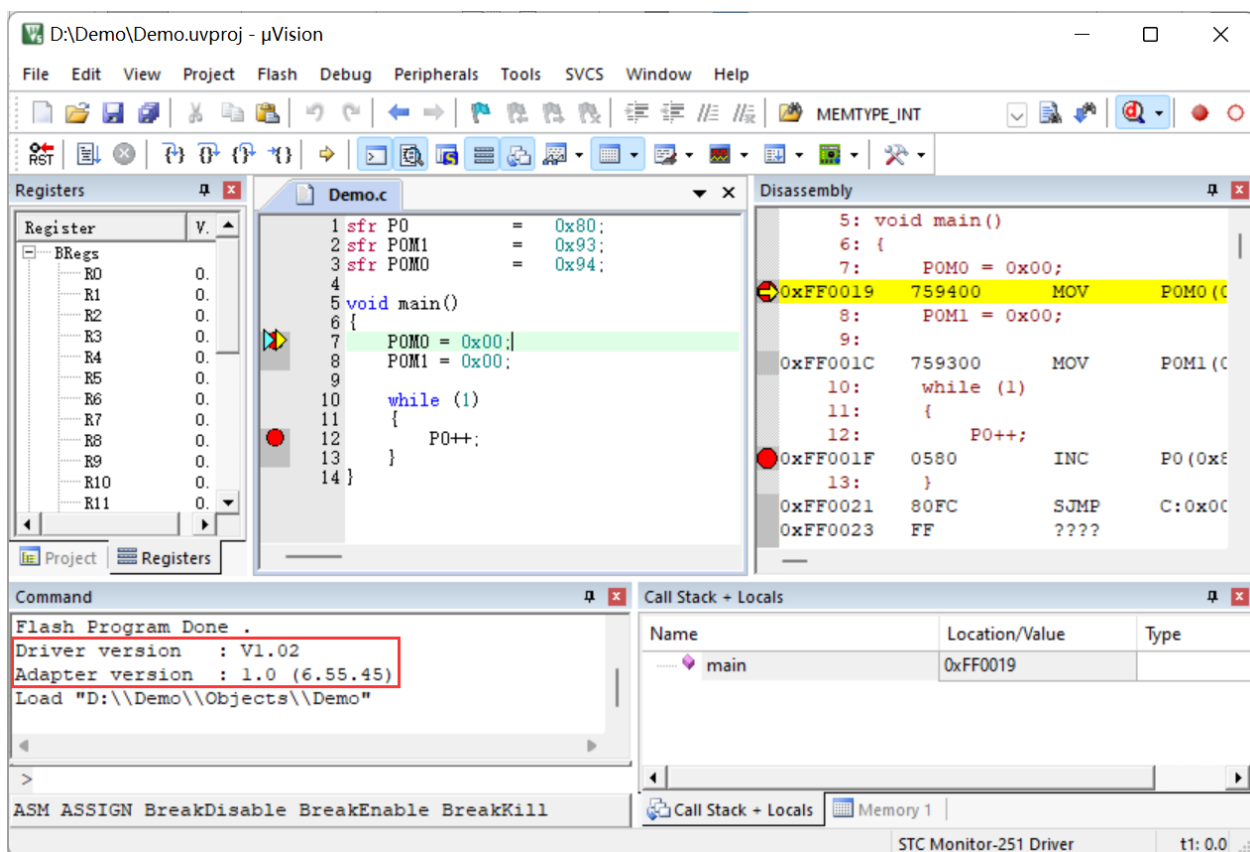 D:\Demo\Demo.uvproj - µVision
File Edit View Project Flash Debug Peripherals Tools SVCS Window Help
MEMTYPE_INT
RST
Registers
Register V.
BRegs
R0 0.
R1 0.
R2 0.
R3 0.
R4 0.
R5 0.
R6 0.
R7 0.
R8 0.
R9 0.
R10 0.
R11 0.
Project Registers
Demo.c
1 sfr P0 = 0x80;
2 sfr P0M1 = 0x93;
3 sfr P0M0 = 0x94;
4
5 void main()
6 {
7 P0M0 = 0x00;
8 P0M1 = 0x00;
9
10 while (1)
11 {
12 P0++;
13 }
14 }
Disassembly
5: void main()
6: {
7: P0M0 = 0x00;
0xFF0019 759400 MOV P0M0(0
8: P0M1 = 0x00;
9:
0xFF001C 759300 MOV P0M1(0
10: while (1)
11: {
12: P0++;
0xFF001F 0580 INC P0(0x8
13: }
0xFF0021 80FC SJMP C:0x00
0xFF0023 FF ????
Command
Flash Program Done .
Driver version : V1.02
Adapter version : 1.0 (6.55.45)
Load "D:\\Demo\\Objects\\Demo"
>
ASM ASSIGN BreakDisable BreakEnable BreakKill
Call Stack + Locals
Name Location/Value Type
main 0xFF0019
Call Stack + Locals Memory 1
STC Monitor-251 Driver t1: 0.0